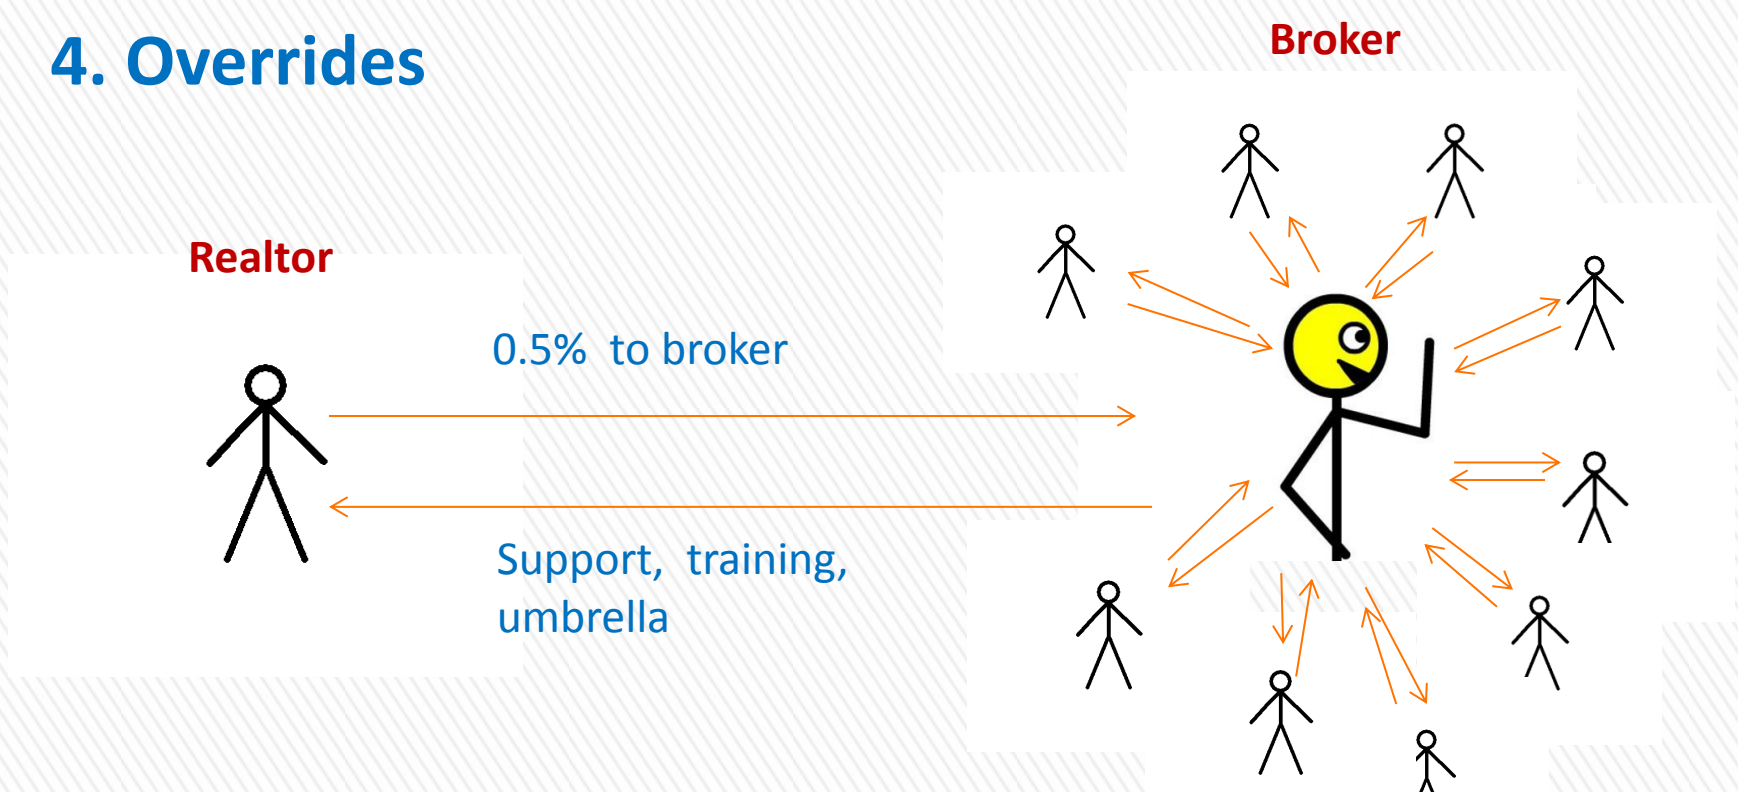 4. Overrides
Broker
Realtor
0.5% to broker
Support, training,
umbrella